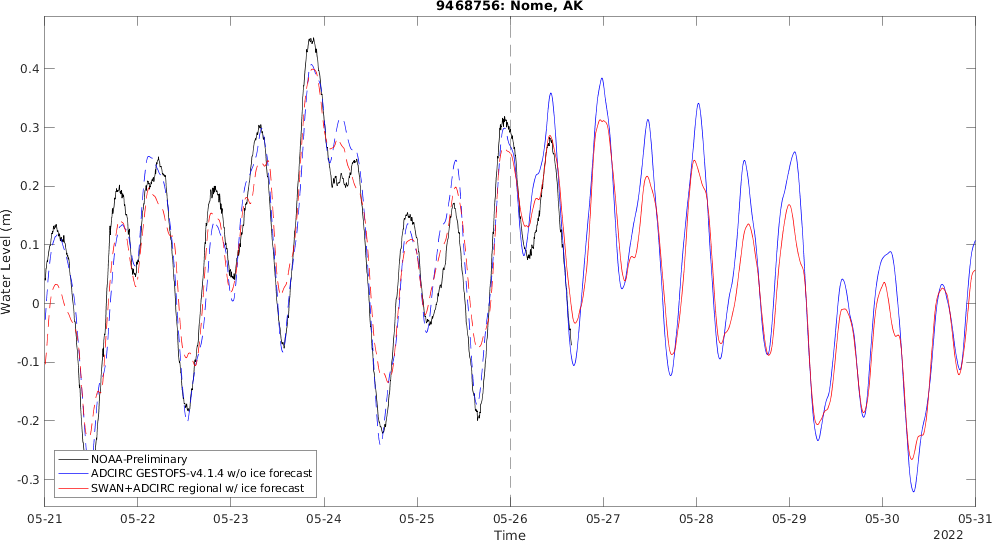 9468756: Nome, AK
Water Level (m)
0.4
0.3
0.2
0.1
0
-0.1
-0.2
-0.3
NOAA-Preliminary
ADCIRC GESTOFS-v4.1.4 w/o ice forecast
SWAN+ADCIRC regional w/ ice forecast
05-21 05-22 05-23 05-24 05-25 05-26 05-27 05-28 05-29 05-30 05-31
Time
2022